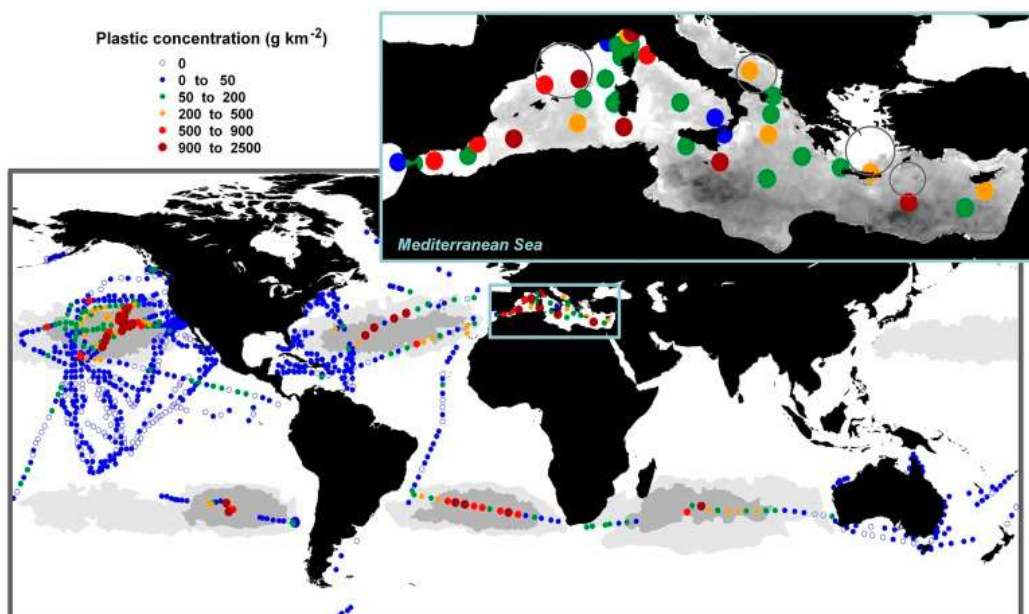 Plastic concentration (g km-2)
0
0 to 50
50 to 200
200 to 500
500 to 900
900 to 2500
Mediterranean Sea